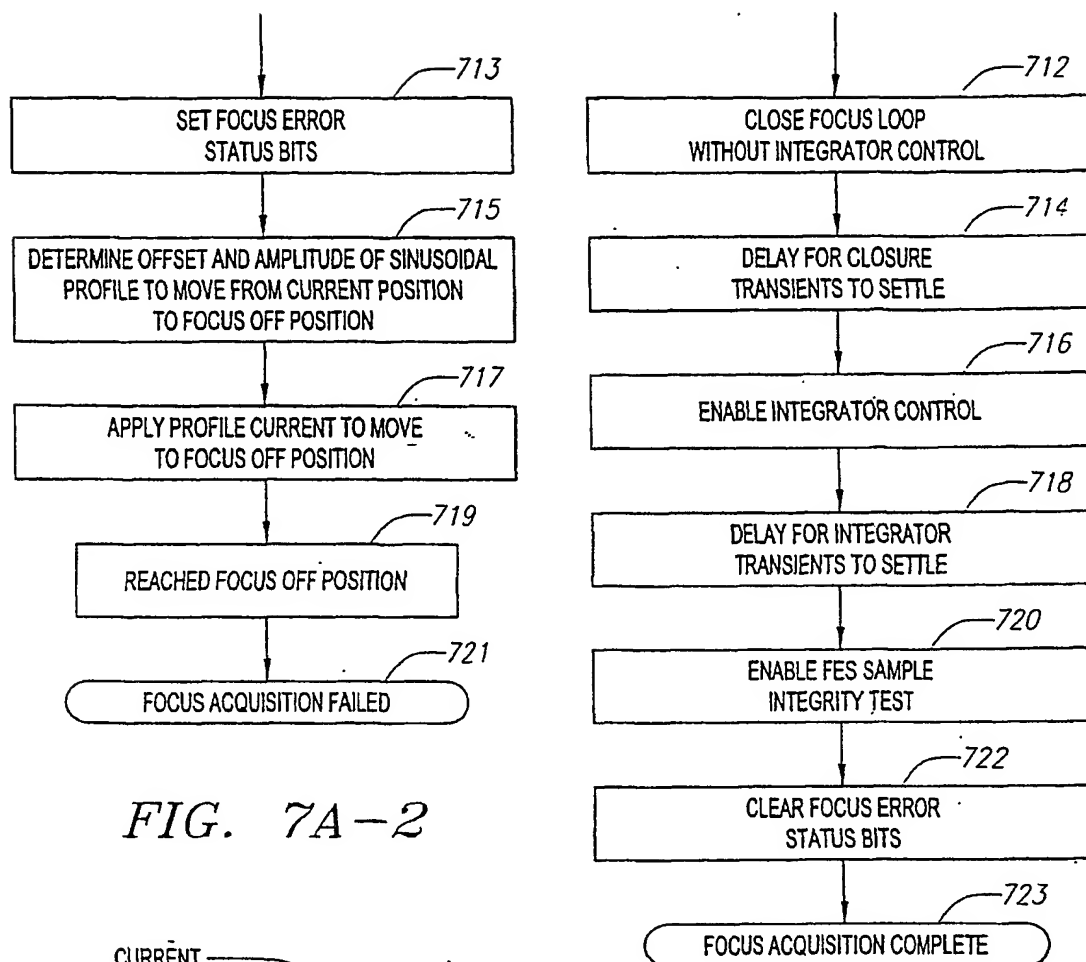 713
SET FOCUS ERROR
STATUS BITS
715
DETERMINE OFFSET AND AMPLITUDE OF SINUSOIDAL
PROFILE TO MOVE FROM CURRENT POSITION
TO FOCUS OFF POSITION
717
APPLY PROFILE CURRENT TO MOVE
TO FOCUS OFF POSITION
719
REACHED FOCUS OFF POSITION
721
FOCUS ACQUISITION FAILED
FIG. 7A-2
CURRENT
712
CLOSE FOCUS LOOP
WITHOUT INTEGRATOR CONTROL
714
DELAY FOR CLOSURE
TRANSIENTS TO SETTLE
716
ENABLE INTEGRATOR CONTROL
718
DELAY FOR INTEGRATOR
TRANSIENTS TO SETTLE
720
ENABLE FES SAMPLE
INTEGRITY TEST
722
CLEAR FOCUS ERROR
STATUS BITS
723
FOCUS ACQUISITION COMPLETE